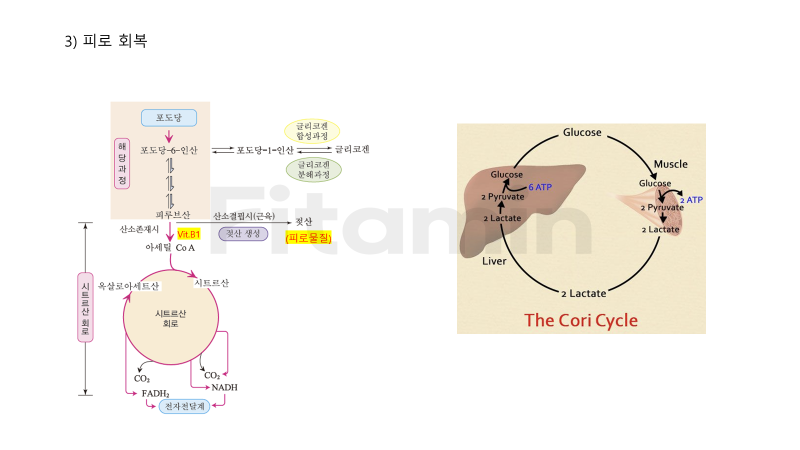 3) 피로 회복
포도당
해당과정
포도당-6-인산
포도당-1-인산
글리코겐
합성과정
글리코겐
글리코겐
분해과정
피루브산
산소결핍시(근육)
젖산
산소존재시
Vit.B1
젖산 생성
(피로물질)
아세틸 CoA
시트르산 회로
옥살로아세트산
시트르산
시트르산
회로
CO₂
CO₂
FADH₂
NADH
전자전달계
Fitamin
Glucose
Muscle
Glucose
6 ATP
2 Pyruvate
2 Lactate
Liver
Glucose
2 ATP
2 Pyruvate
2 Lactate
2 Lactate
The Cori Cycle